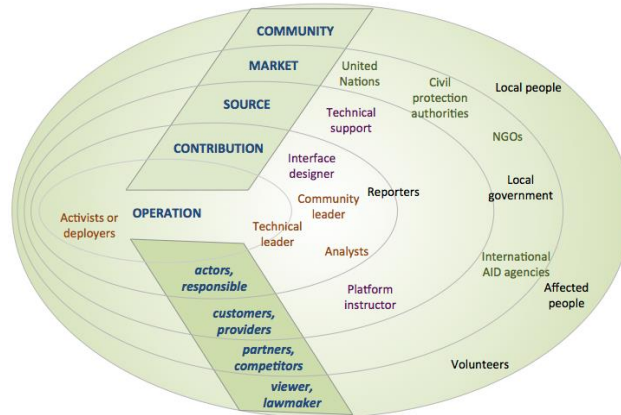 COMMUNITY
MARKET
SOURCE
CONTRIBUTION
OPERATION
United
Nations
Civil
protection
authorities
Local people
Technical
support
NGOs
Interface
designer
Reporters
Local
government
Community
leader
Activists or
deployers
Technical
leader
Analysts
International
AID agencies
Affected
people
Platform
instructor
Volunteers
actors,
responsible
customers,
providers
partners,
competitors
viewer,
lawmaker